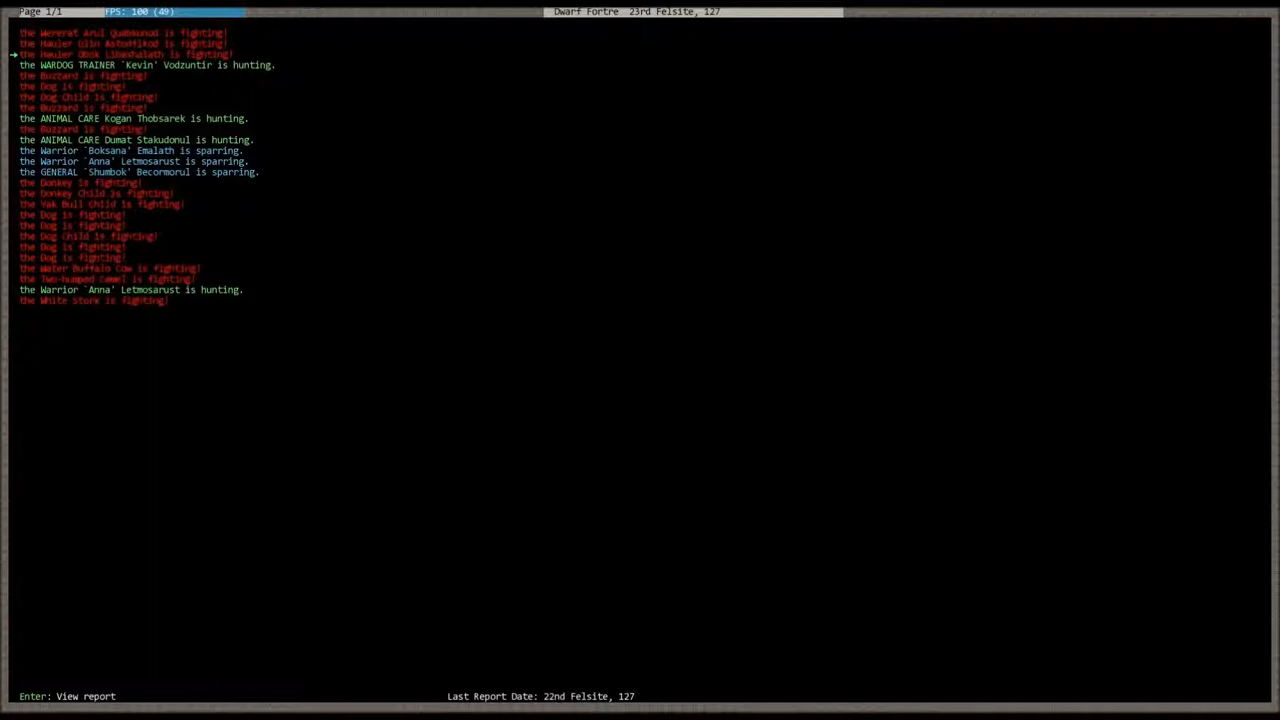 Page 1/1
FPS: 100 (49)
Dwarf Fortre 23rd Felsite, 127
the Wererat Arul is fighting!
the Hauler is fighting!
the Hauler Obok is fighting!
the WARDOG TRAINER `Kevin' Vodzuntir is hunting.
the Buzzard is fighting!
the Dog is fighting!
the Dog Child is fighting!
the Buzzard is fighting!
the ANIMAL CARE Kogan Thobsarek is hunting.
the Buzzard is fighting!
the ANIMAL CARE Dumat Stakudonul is hunting.
the Warrior `Boksana' Emalath is sparring.
the Warrior `Anna' Letmosarust is sparring.
the GENERAL `Shumbok' Becormorul is sparring.
the Donkey is fighting!
the Donkey Child is fighting!
the Yak Bull Child is fighting!
the Dog is fighting!
the Dog is fighting!
the Dog Child is fighting!
the Dog is fighting!
the Dog is fighting!
the Water Buffalo Cow is fighting!
the Two-humped Camel is fighting!
the Warrior `Anna' Letmosarust is hunting.
the White Stork is fighting!
Enter: View report
Last Report Date: 22nd Felsite, 127